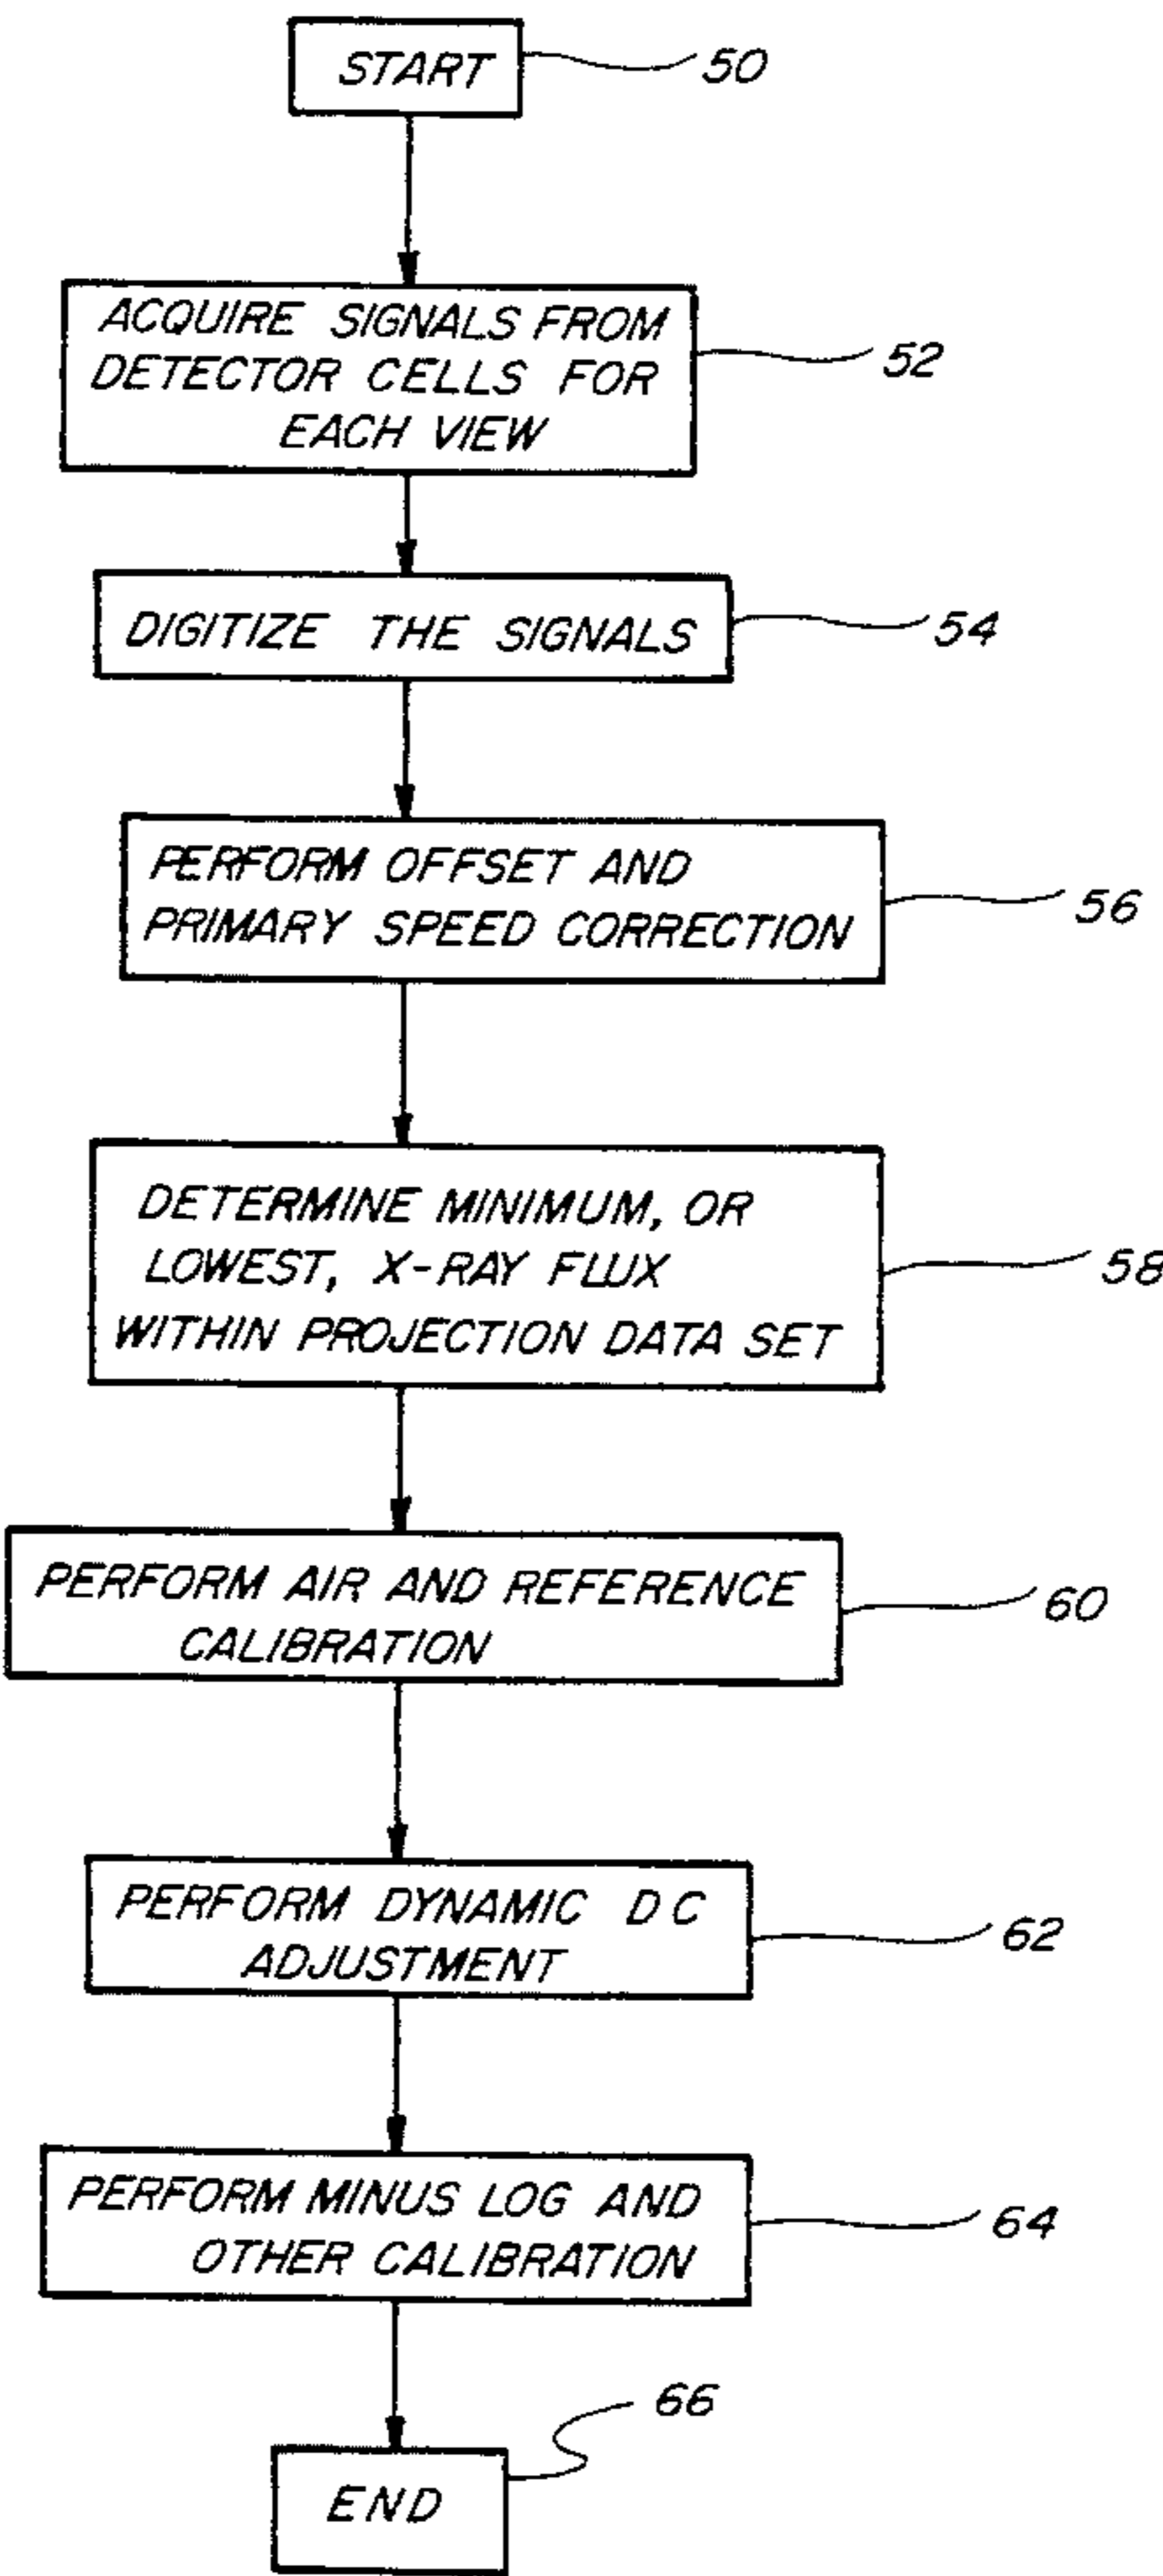 START
50
ACQUIRE SIGNALS FROM
DETECTOR CELLS FOR
EACH VIEW
52
DIGITIZE THE SIGNALS
54
PERFORM OFFSET AND
PRIMARY SPEED CORRECTION
56
DETERMINE MINIMUM, OR
LOWEST, X-RAY FLUX
WITHIN PROJECTION DATA SET
58
PERFORM AIR AND REFERENCE
CALIBRATION
60
PERFORM DYNAMIC DC
ADJUSTMENT
62
PERFORM MINUS LOG AND
OTHER CALIBRATION
64
66
END